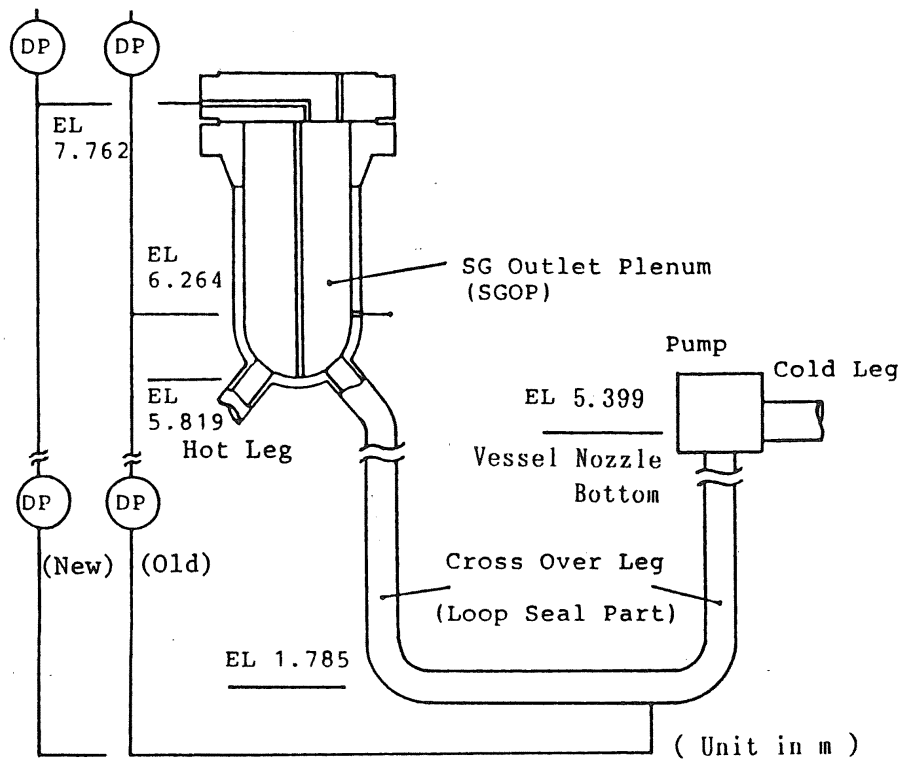 DP
DP
EL
7.762
EL
6.264
SG Outlet Plenum
(SGOP)
Pump
Cold Leg
EL
5.819
EL 5.399
Hot Leg
Vessel Nozzle
Bottom
DP
DP
(New)
(Old)
Cross Over Leg
(Loop Seal Part)
EL 1.785
( Unit in m )